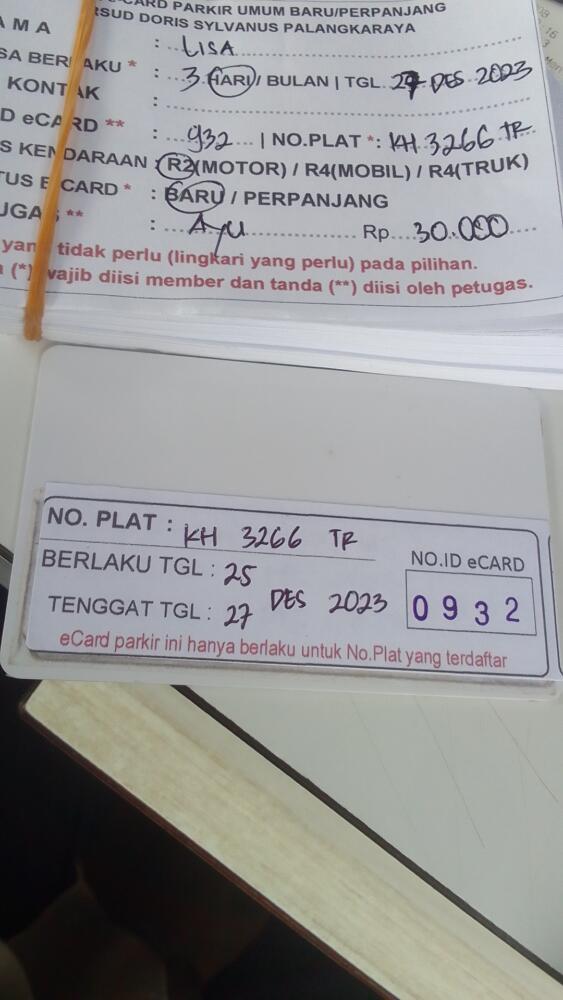 CARD PARKIR UMUM BARU/PERPANJANG
RSUD DORIS SYLVANUS PALANGKARAYA
AMA : LISA
SA BERLAKU * : 3 HARI / BULAN | TGL 27 DES 2023
KONTAK :
D eCARD ** : 932 | NO.PLAT *: KH 3266 TR
S KENDARAAN : R2(MOTOR) / R4(MOBIL) / R4(TRUK)
TUS ECARD * : BARU / PERPANJANG
UGAS ** : AYU Rp 30.000
yang tidak perlu (lingkari yang perlu) pada pilihan.
(*) wajib diisi member dan tanda (**) diisi oleh petugas.
NO. PLAT : KH 3266 TR
BERLAKU TGL : 25
TENGGAT TGL : 27 DES 2023
NO.ID eCARD
0932
eCard parkir ini hanya berlaku untuk No.Plat yang terdaftar